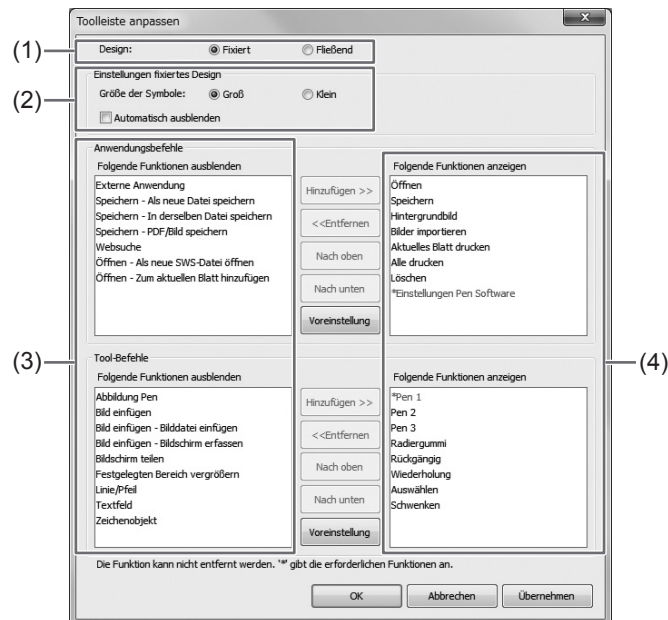 Toolleiste anpassen
(1)
Design: Fixiert Fließend
(2)
Einstellungen fixiertes Design
Größe der Symbole: Groß Klein
Automatisch ausblenden
(3)
Anwendungsbefehle
Folgende Funktionen ausblenden
Externe Anwendung
Speichern - Als neue Datei speichern
Speichern - In derselben Datei speichern
Speichern - PDF/Bild speichern
Websuche
Öffnen - Als neue SWS-Datei öffnen
Öffnen - Zum aktuellen Blatt hinzufügen
Hinzufügen >>
<<Entfernen
Nach oben
Nach unten
Voreinstellung
(4)
Folgende Funktionen anzeigen
Öffnen
Speichern
Hintergrundbild
Bilder importieren
Aktuelles Blatt drucken
Alle drucken
Löschen
*Einstellungen Pen Software
Tool-Befehle
Folgende Funktionen ausblenden
Abbildung Pen
Bild einfügen
Bild einfügen - Bilddatei einfügen
Bild einfügen - Bildschirm erfassen
Bildschirm teilen
Festgelegten Bereich vergrößern
Linie/Pfeil
Textfeld
Zeichenobjekt
Hinzufügen >>
<<Entfernen
Nach oben
Nach unten
Voreinstellung
Folgende Funktionen anzeigen
*Pen 1
Pen 2
Pen 3
Radiergummi
Rückgängig
Wiederholung
Auswählen
Schwenken
Die Funktion kann nicht entfernt werden. '*' gibt die erforderlichen Funktionen an.
OK Abbrechen Übernehmen